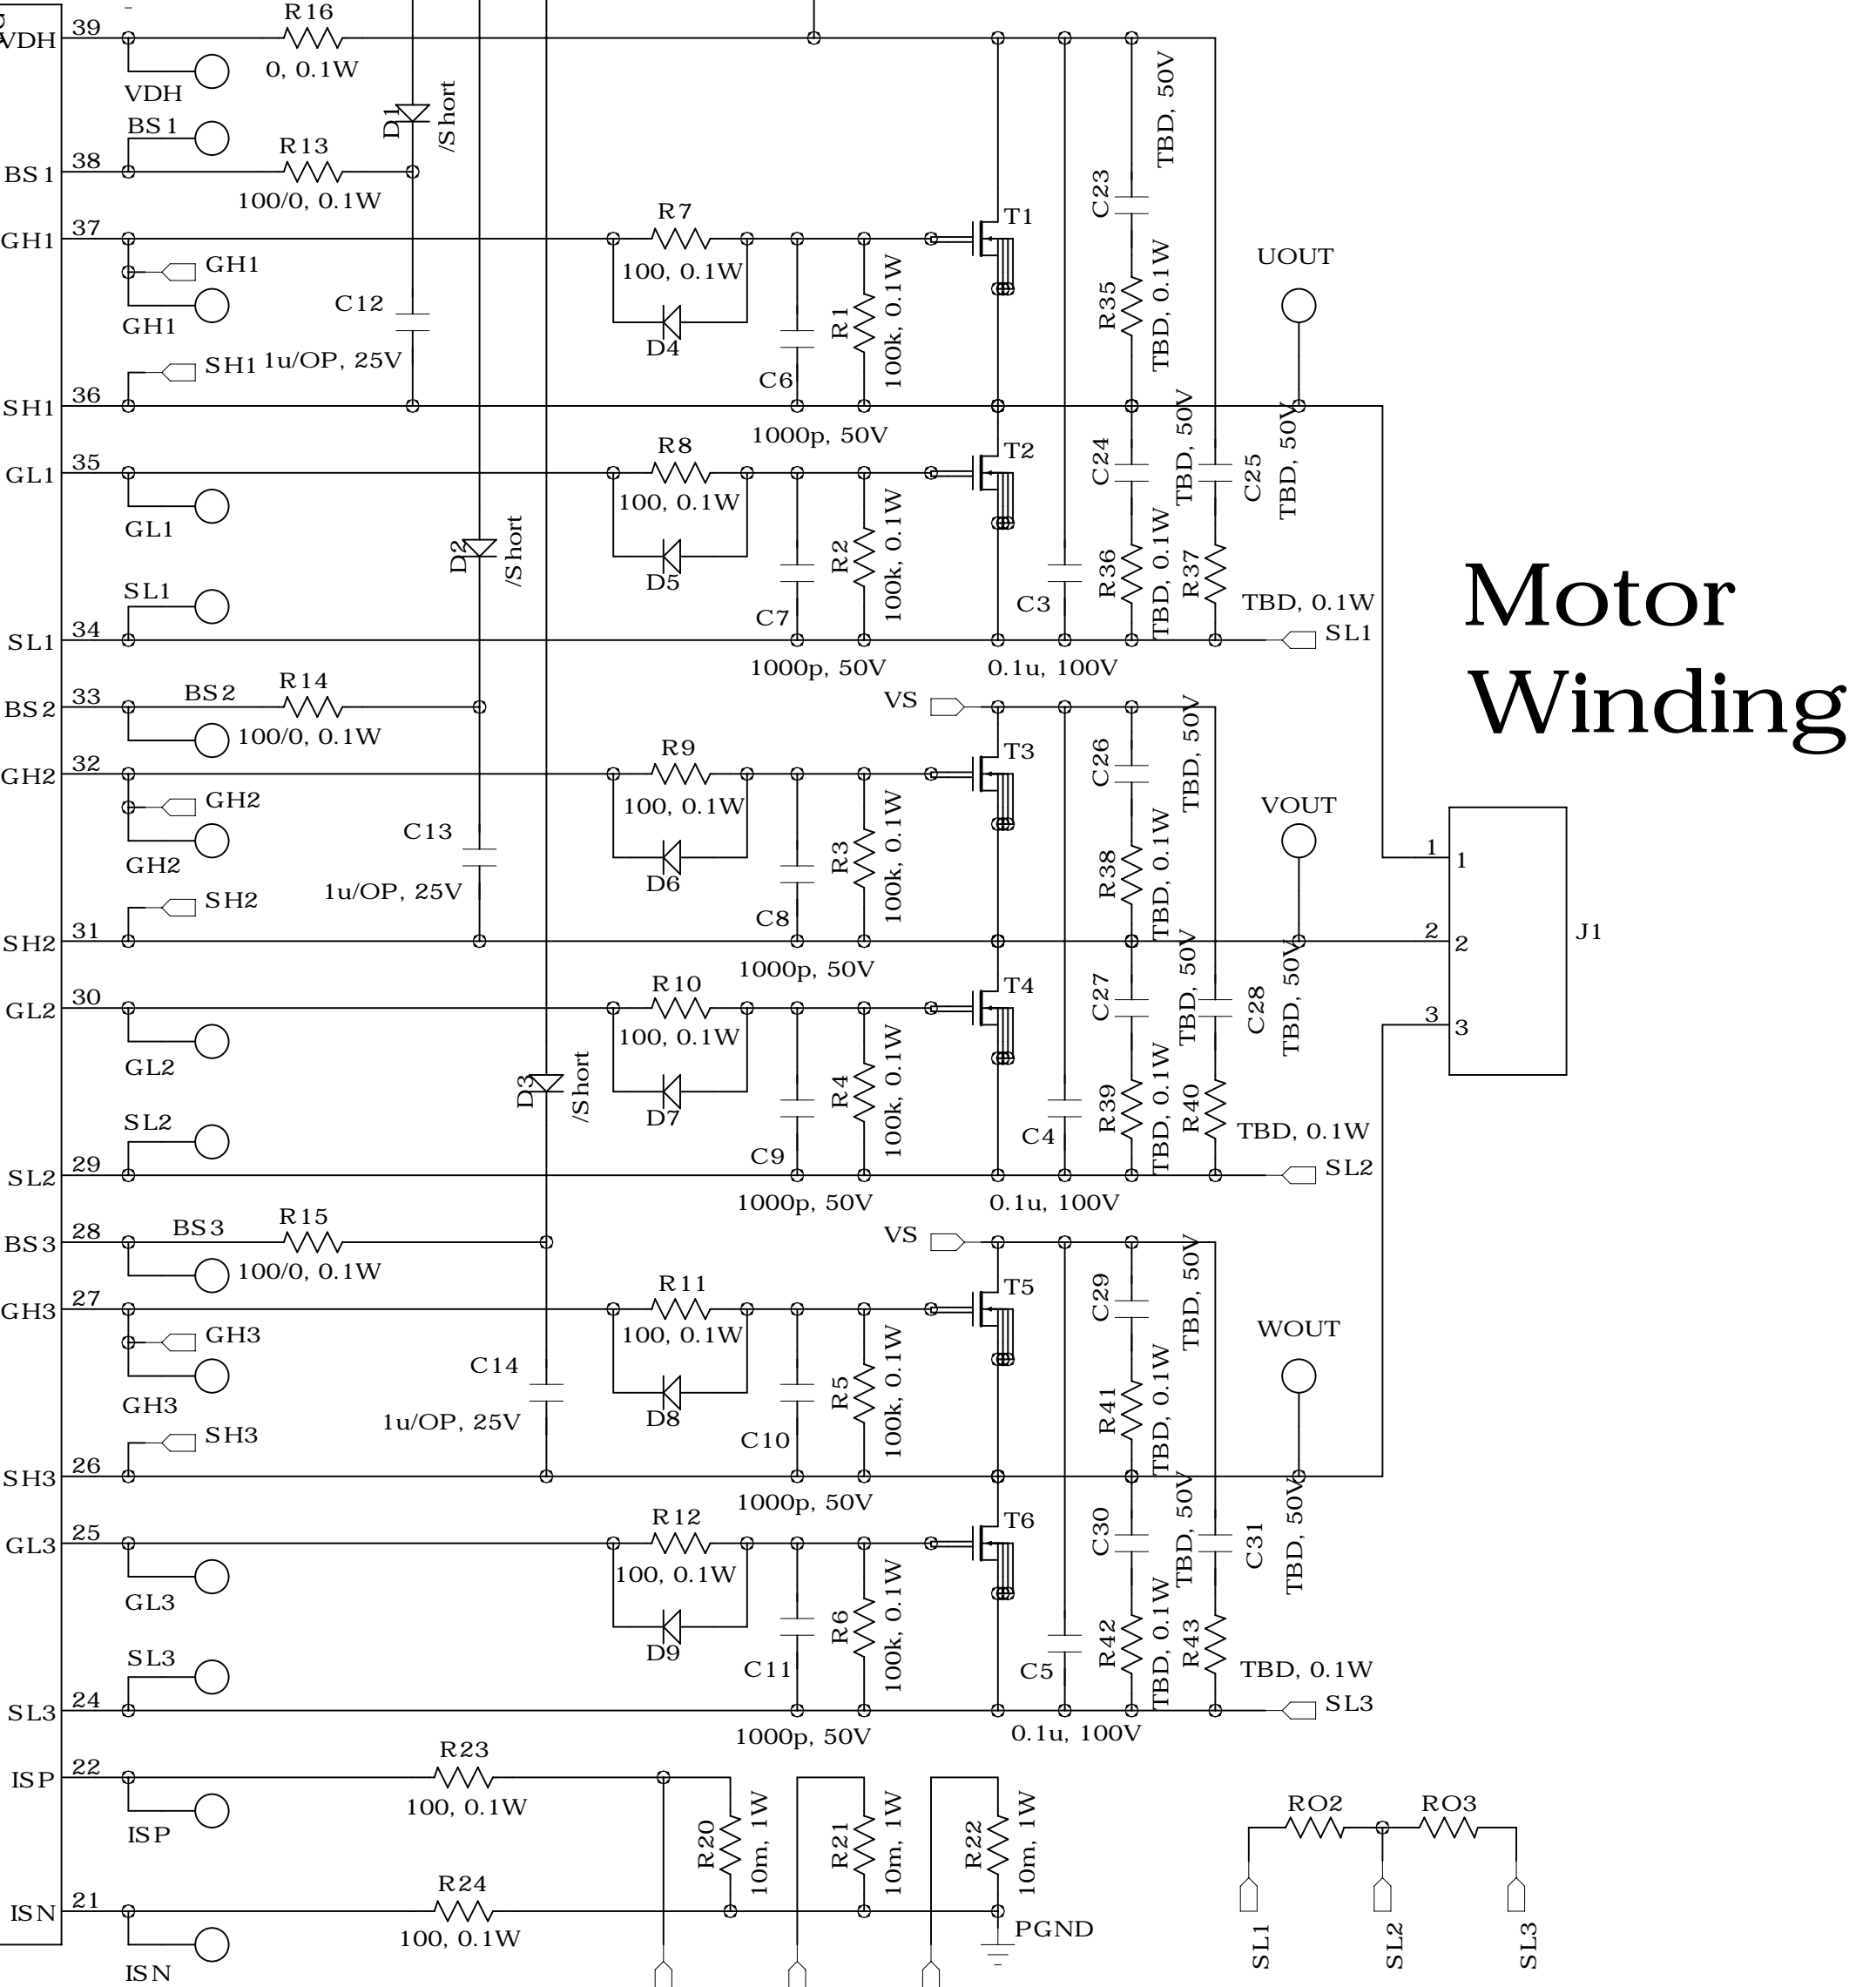 R16
39
VDH
0, 0.1W
VDH
D1
/Short
TBD, 50V
BS1
R13
38
BS1
100/0, 0.1W
C23
R7
T1
37
GH1
GH1
100, 0.1W
UOUT
C12
GH1
R1
100k, 0.1W
R35
TBD, 0.1W
D4
SH1
1u/OP, 25V
C6
36
SH1
1000p, 50V
R8
T2
C24
TBD, 50V
C25
TBD, 50V
35
GL1
100, 0.1W
GL1
D2
/Short
R2
100k, 0.1W
R36
TBD, 0.1W
R37
D5
SL1
C7
C3
TBD, 0.1W
34
SL1
SL1
1000p, 50V
0.1u, 100V
Motor
Winding
R14
BS2
33
BS2
VS
100/0, 0.1W
R9
T3
C26
TBD, 50V
32
GH2
GH2
100, 0.1W
VOUT
C13
GH2
R3
100k, 0.1W
R38
TBD, 0.1W
D6
1u/OP, 25V
SH2
C8
1
1
31
SH2
2
2
J1
1000p, 50V
R10
T4
C27
TBD, 50V
C28
TBD, 50V
30
GL2
100, 0.1W
3
3
GL2
D3
/Short
R4
100k, 0.1W
R39
TBD, 0.1W
R40
D7
SL2
C9
C4
TBD, 0.1W
29
SL2
SL2
1000p, 50V
0.1u, 100V
R15
BS3
28
BS3
VS
100/0, 0.1W
R11
T5
C29
TBD, 50V
27
GH3
GH3
100, 0.1W
WOUT
C14
GH3
R5
100k, 0.1W
R41
TBD, 0.1W
D8
1u/OP, 25V
SH3
C10
26
SH3
1000p, 50V
R12
T6
C30
TBD, 50V
C31
TBD, 50V
25
GL3
100, 0.1W
GL3
R6
100k, 0.1W
R42
TBD, 0.1W
R43
D9
SL3
C11
C5
TBD, 0.1W
24
SL3
SL3
1000p, 50V
0.1u, 100V
R23
22
ISP
100, 0.1W
ISP
R20
10m, 1W
R21
10m, 1W
R22
10m, 1W
RO2
RO3
R24
21
ISN
100, 0.1W
PGND
ISN
SL1
SL2
SL3